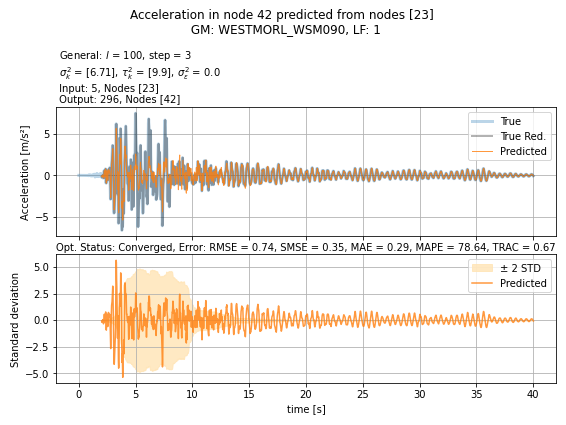 Acceleration in node 42 predicted from nodes [23]
GM: WESTMORL_WSM090, LF: 1
General: l = 100, step = 3
σ²ₖ = [6.71], τ²ₖ = [9.9], σ²ε = 0.0
Input: 5, Nodes [23]
Output: 296, Nodes [42]
Acceleration [m/s²]
5
0
−5
True
True Red.
Predicted
Opt. Status: Converged, Error: RMSE = 0.74, SMSE = 0.35, MAE = 0.29, MAPE = 78.64, TRAC = 0.67
Standard deviation
5.0
2.5
0.0
−2.5
−5.0
± 2 STD
Predicted
0 5 10 15 20 25 30 35 40
time [s]